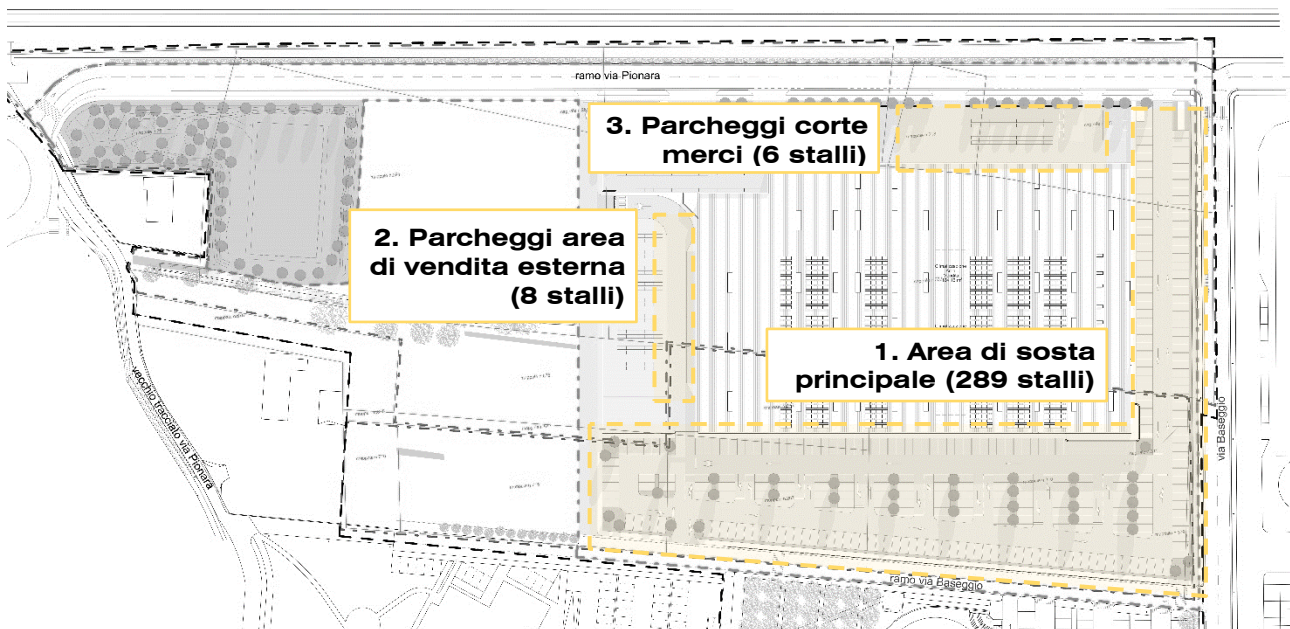 ramo via Pionara
3. Parcheggi corte
merci (6 stalli)
2. Parcheggi area
di vendita esterna
(8 stalli)
1. Area di sosta
principale (289 stalli)
vecchio tracciato via Pionara
via Baseggio
ramo via Baseggio